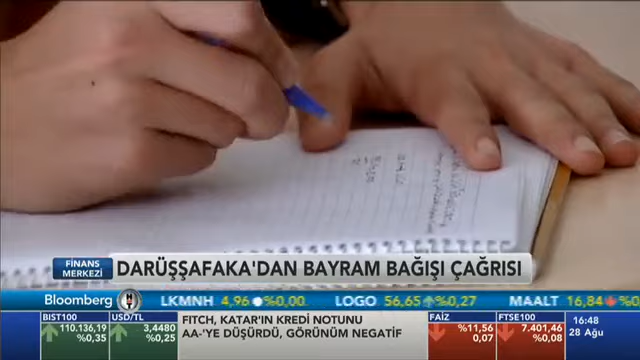 FİNANS
MERKEZİ
DARÜŞŞAFAKA'DAN BAYRAM BAĞIŞI ÇAĞRISI
Bloomberg HT LKMNH 4,96 %0,00 LOGO 56,65 %0,27 MAALT 16,84 %0
BIST100 USD/TL
110.136,19 3,4480
%0,35 %0,25
FITCH, KATAR'IN KREDİ NOTUNU
AA-'YE DÜŞÜRDÜ, GÖRÜNÜM NEGATİF
FAİZ FTSE100
%11,56 7.401,46
0,07 %0,08
16:48
28 Ağu